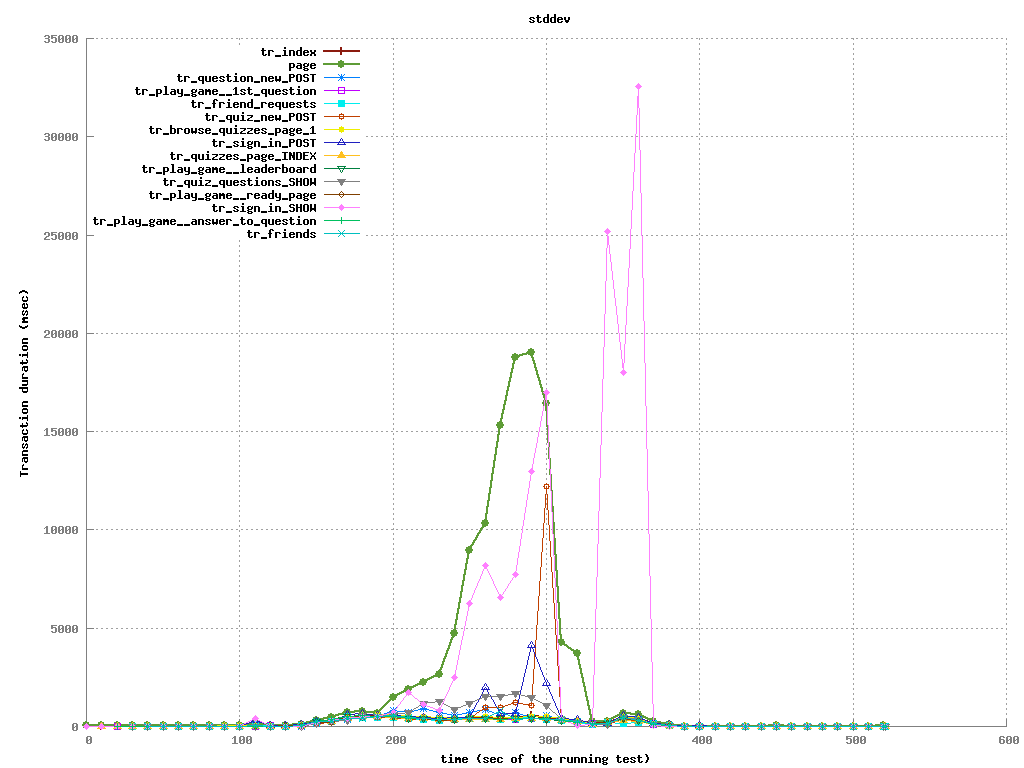 stddev
35000
30000
25000
20000
15000
10000
5000
0
Transaction duration (msec)
tr_index
page
tr_question_new_POST
tr_play_game__1st_question
tr_friend_requests
tr_quiz_new_POST
tr_browse_quizzes_page_1
tr_sign_in_POST
tr_quizzes_page_INDEX
tr_play_game__leaderboard
tr_quiz_questions_SHOW
tr_play_game__ready_page
tr_sign_in_SHOW
tr_play_game__answer_to_question
tr_friends
0 100 200 300 400 500 600
time (sec of the running test)